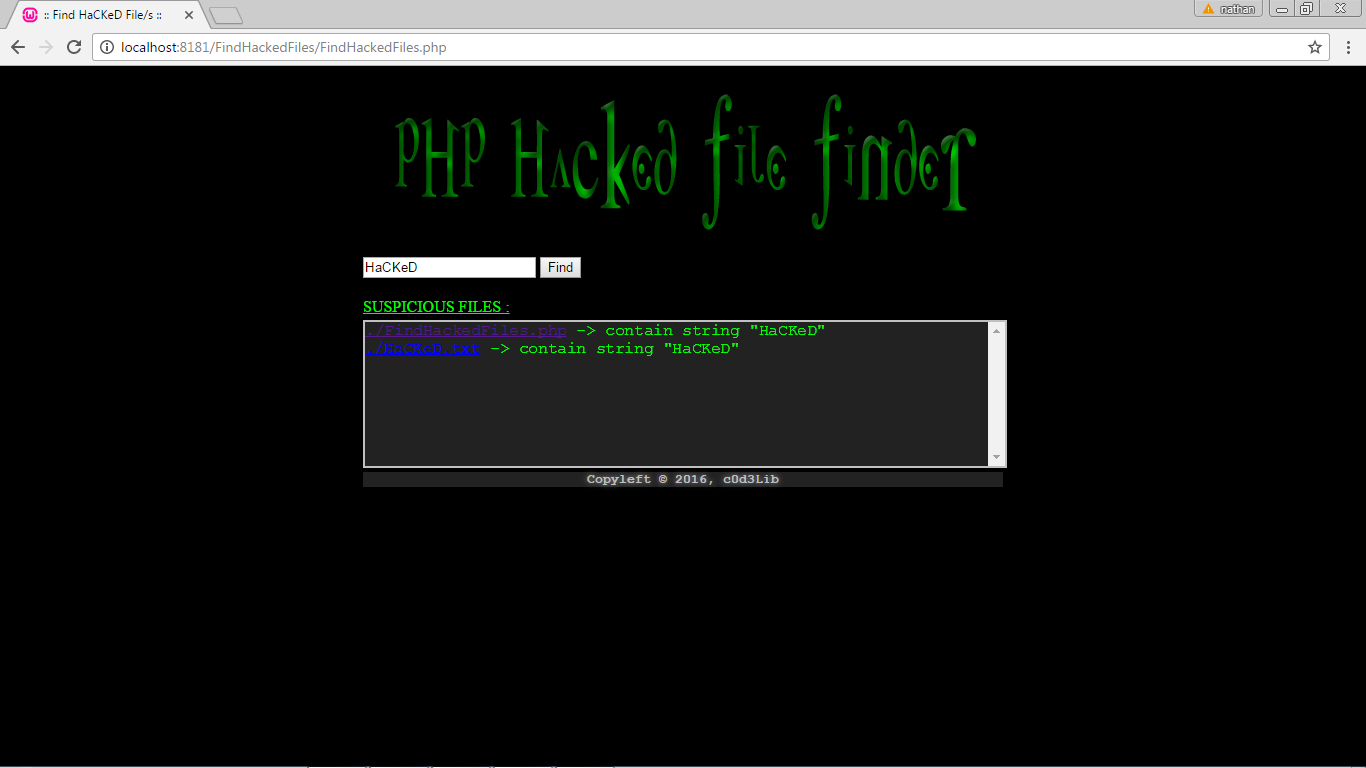 :: Find HaCKeD File/s ::
nathan
localhost:8181/FindHackedFiles/FindHackedFiles.php
PHP Hacked File Finder
HaCKeD Find
SUSPICIOUS FILES :
./FindHackedFiles.php -> contain string "HaCKeD"
./HaCKeD.txt -> contain string "HaCKeD"
Copyleft © 2016, c0d3Lib